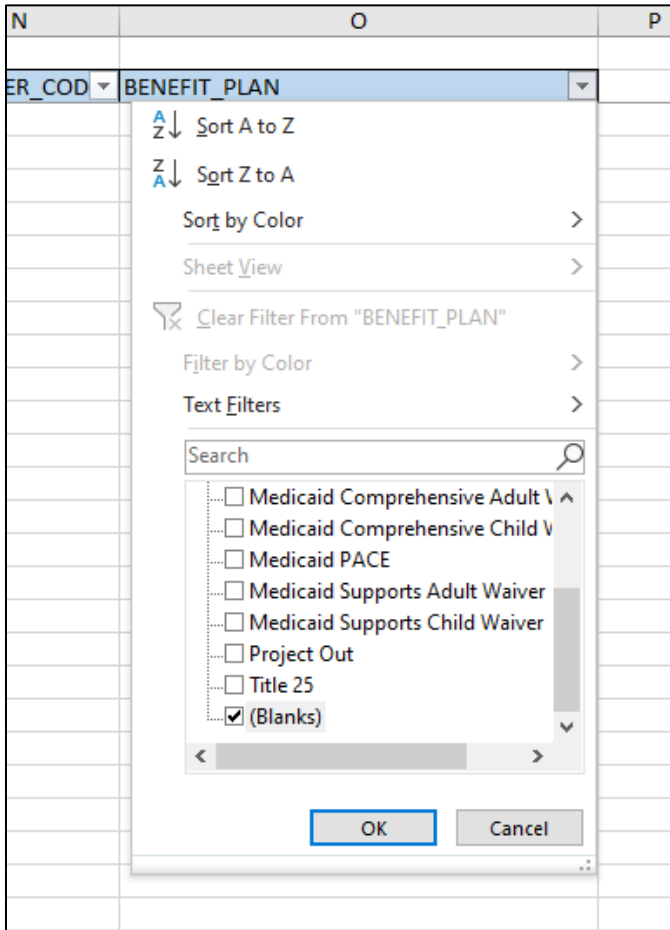 N O P
ER_COD BENEFIT_PLAN
Sort A to Z
Sort Z to A
Sort by Color
Sheet View
Clear Filter From "BENEFIT_PLAN"
Filter by Color
Text Filters
Search
Medicaid Comprehensive Adult
Medicaid Comprehensive Child
Medicaid PACE
Medicaid Supports Adult Waiver
Medicaid Supports Child Waiver
Project Out
Title 25
(Blanks)
OK Cancel